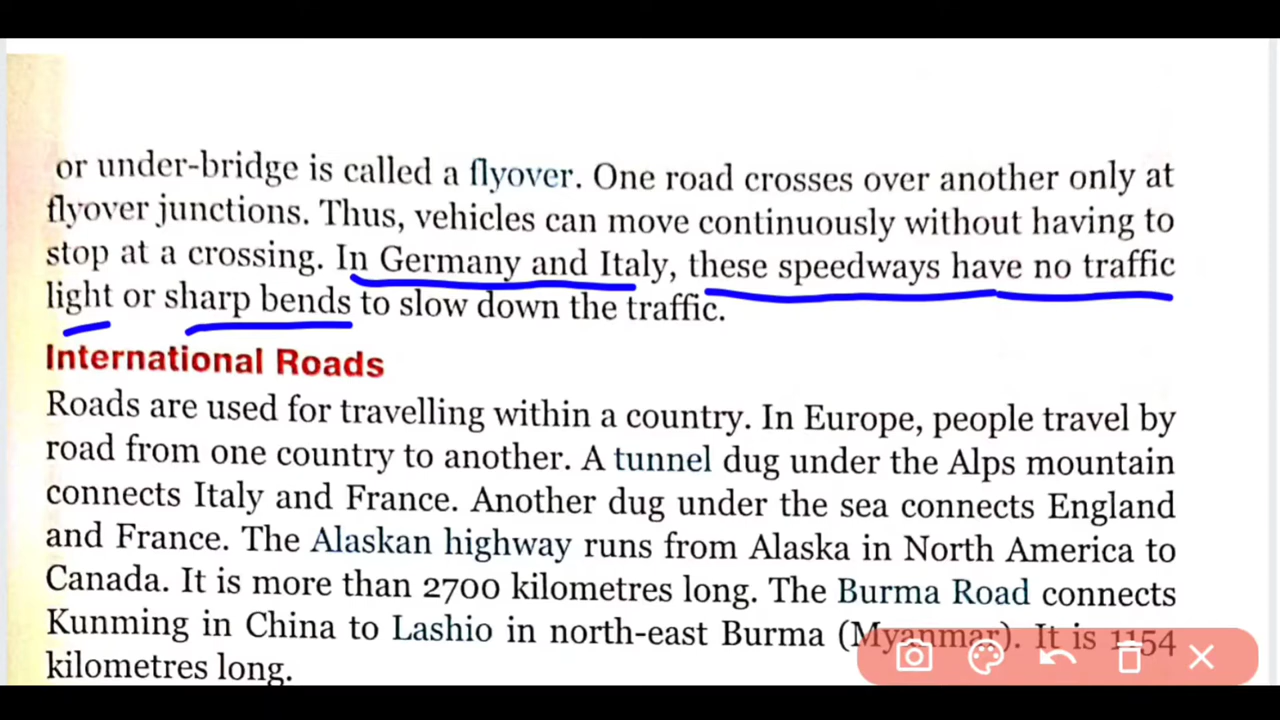 or under-bridge is called a flyover. One road crosses over another only at
flyover junctions. Thus, vehicles can move continuously without having to
stop at a crossing. In Germany and Italy, these speedways have no traffic
light or sharp bends to slow down the traffic.
International Roads
Roads are used for travelling within a country. In Europe, people travel by
road from one country to another. A tunnel dug under the Alps mountain
connects Italy and France. Another dug under the sea connects England
and France. The Alaskan highway runs from Alaska in North America to
Canada. It is more than 2700 kilometres long. The Burma Road connects
Kunming in China to Lashio in north-east Burma (Myanmar). It is 1154
kilometres long.